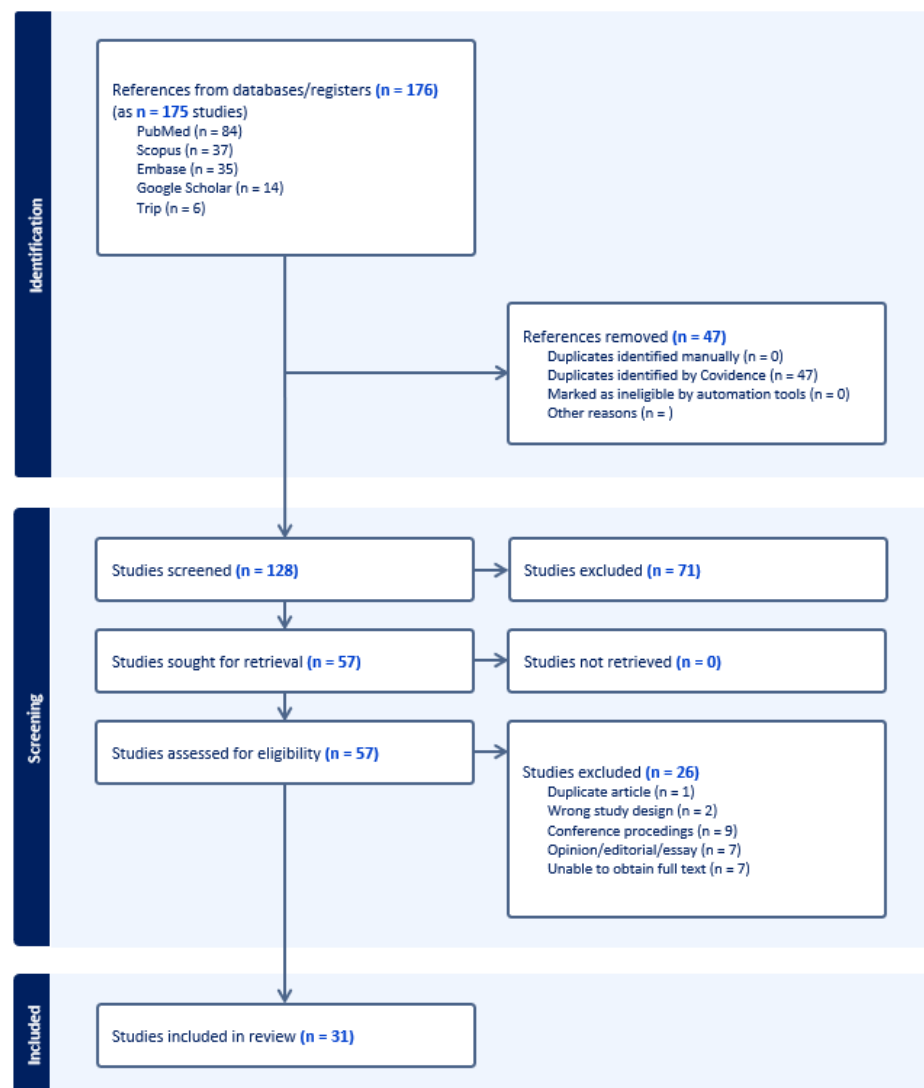 Identification
References from databases/registers (n = 176)
(as n = 175 studies)
PubMed (n = 84)
Scopus (n = 37)
Embase (n = 35)
Google Scholar (n = 14)
Trip (n = 6)
References removed (n = 47)
Duplicates identified manually (n = 0)
Duplicates identified by Covidence (n = 47)
Marked as ineligible by automation tools (n = 0)
Other reasons (n = )
Screening
Studies screened (n = 128)
Studies excluded (n = 71)
Studies sought for retrieval (n = 57)
Studies not retrieved (n = 0)
Studies assessed for eligibility (n = 57)
Studies excluded (n = 26)
Duplicate article (n = 1)
Wrong study design (n = 2)
Conference procedings (n = 9)
Opinion/editorial/essay (n = 7)
Unable to obtain full text (n = 7)
Included
Studies included in review (n = 31)